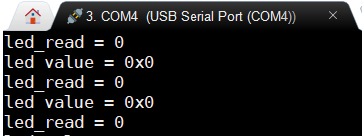 3. COM4 (USB Serial Port (COM4))
led_read = 0
led value = 0x0
led_read = 0
led value = 0x0
led_read = 0